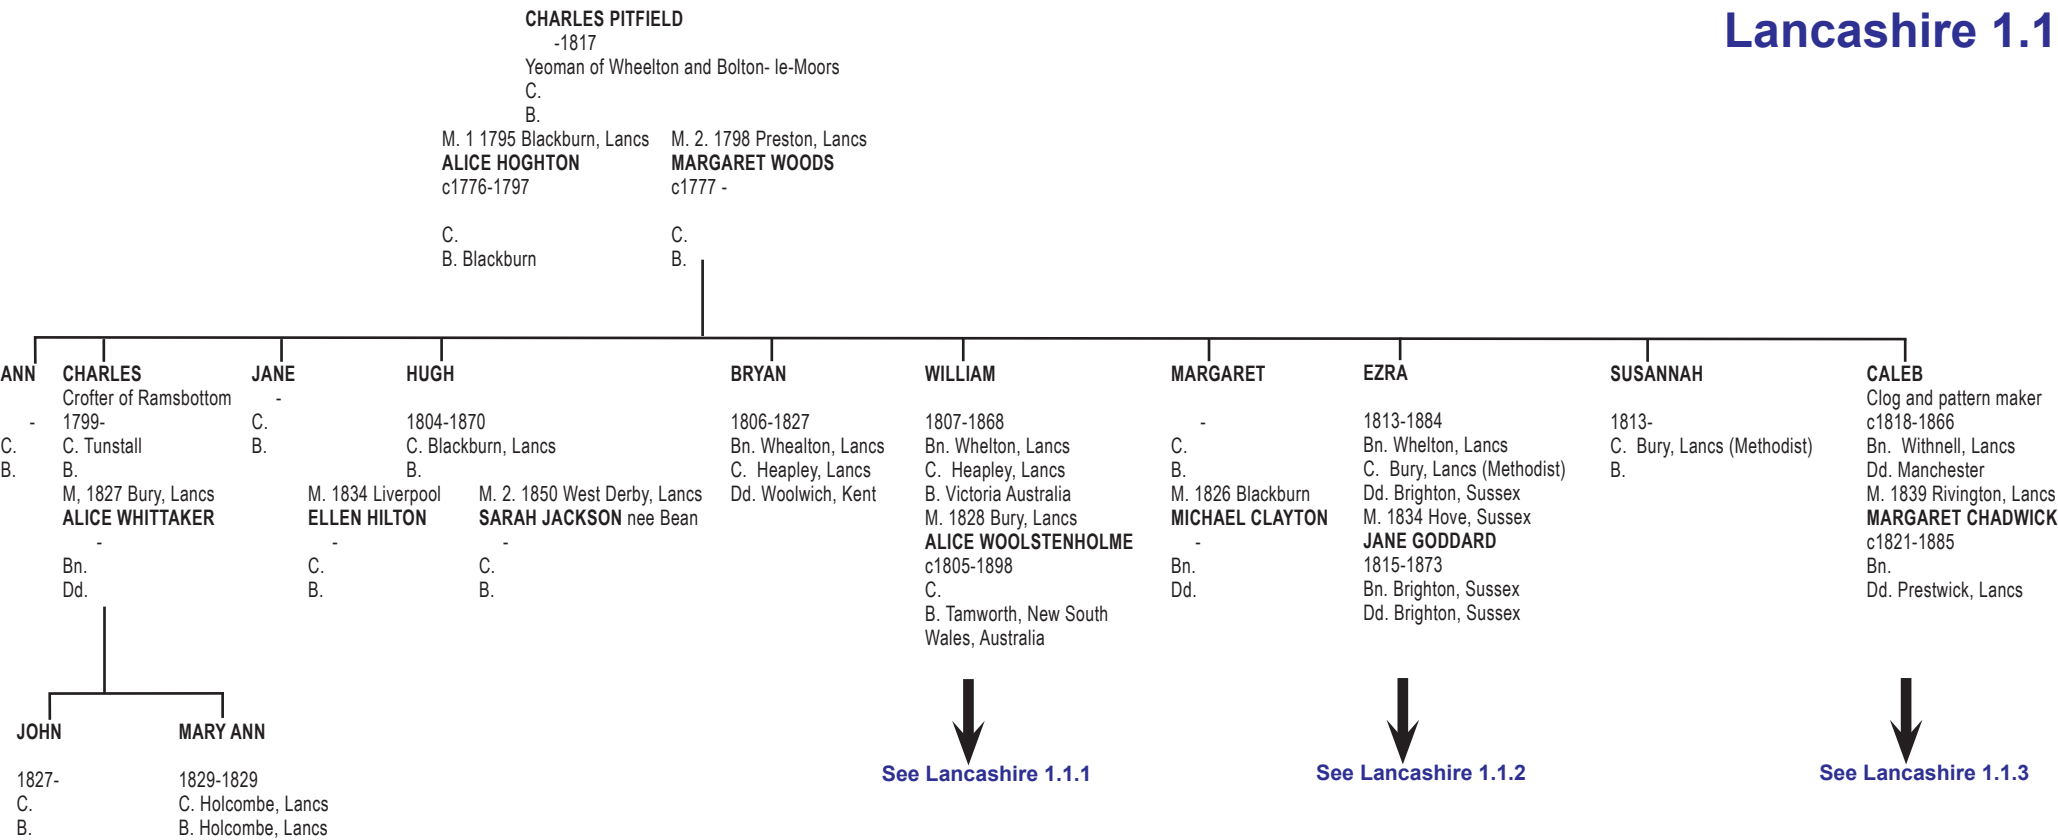 Lancashire 1.1
CHARLES PITFIELD
-1817
Yeoman of Wheelton and Bolton- le-Moors
C.
B.
M. 1 1795 Blackburn, Lancs
ALICE HOGHTON
c1776-1797
C.
B. Blackburn
M. 2. 1798 Preston, Lancs
MARGARET WOODS
c1777 -
C.
B.
ANN
-
C.
B.
CHARLES
Crofter of Ramsbottom
1799-
C. Tunstall
B.
M, 1827 Bury, Lancs
ALICE WHITTAKER
-
Bn.
Dd.
JANE
-
C.
B.
HUGH
1804-1870
C. Blackburn, Lancs
B.
M. 1834 Liverpool
ELLEN HILTON
-
C.
B.
M. 2. 1850 West Derby, Lancs
SARAH JACKSON nee Bean
-
C.
B.
BRYAN
1806-1827
Bn. Whealton, Lancs
C. Heapley, Lancs
Dd. Woolwich, Kent
WILLIAM
1807-1868
Bn. Whelton, Lancs
C. Heapley, Lancs
B. Victoria Australia
M. 1828 Bury, Lancs
ALICE WOOLSTENHOLME
c1805-1898
C.
B. Tamworth, New South
Wales, Australia
MARGARET
-
C.
B.
M. 1826 Blackburn
MICHAEL CLAYTON
-
Bn.
Dd.
EZRA
1813-1884
Bn. Whelton, Lancs
C. Bury, Lancs (Methodist)
Dd. Brighton, Sussex
M. 1834 Hove, Sussex
JANE GODDARD
1815-1873
Bn. Brighton, Sussex
Dd. Brighton, Sussex
SUSANNAH
1813-
C. Bury, Lancs (Methodist)
B.
CALEB
Clog and pattern maker
c1818-1866
Bn. Withnell, Lancs
Dd. Manchester
M. 1839 Rivington, Lancs
MARGARET CHADWICK
c1821-1885
Bn.
Dd. Prestwick, Lancs
JOHN
1827-
C.
B.
MARY ANN
1829-1829
C. Holcombe, Lancs
B. Holcombe, Lancs
See Lancashire 1.1.1
See Lancashire 1.1.2
See Lancashire 1.1.3